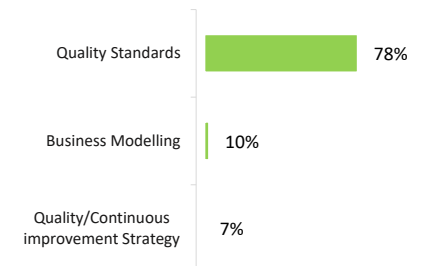 Quality Standards
78%
Business Modelling
10%
Quality/Continuous
improvement Strategy
7%